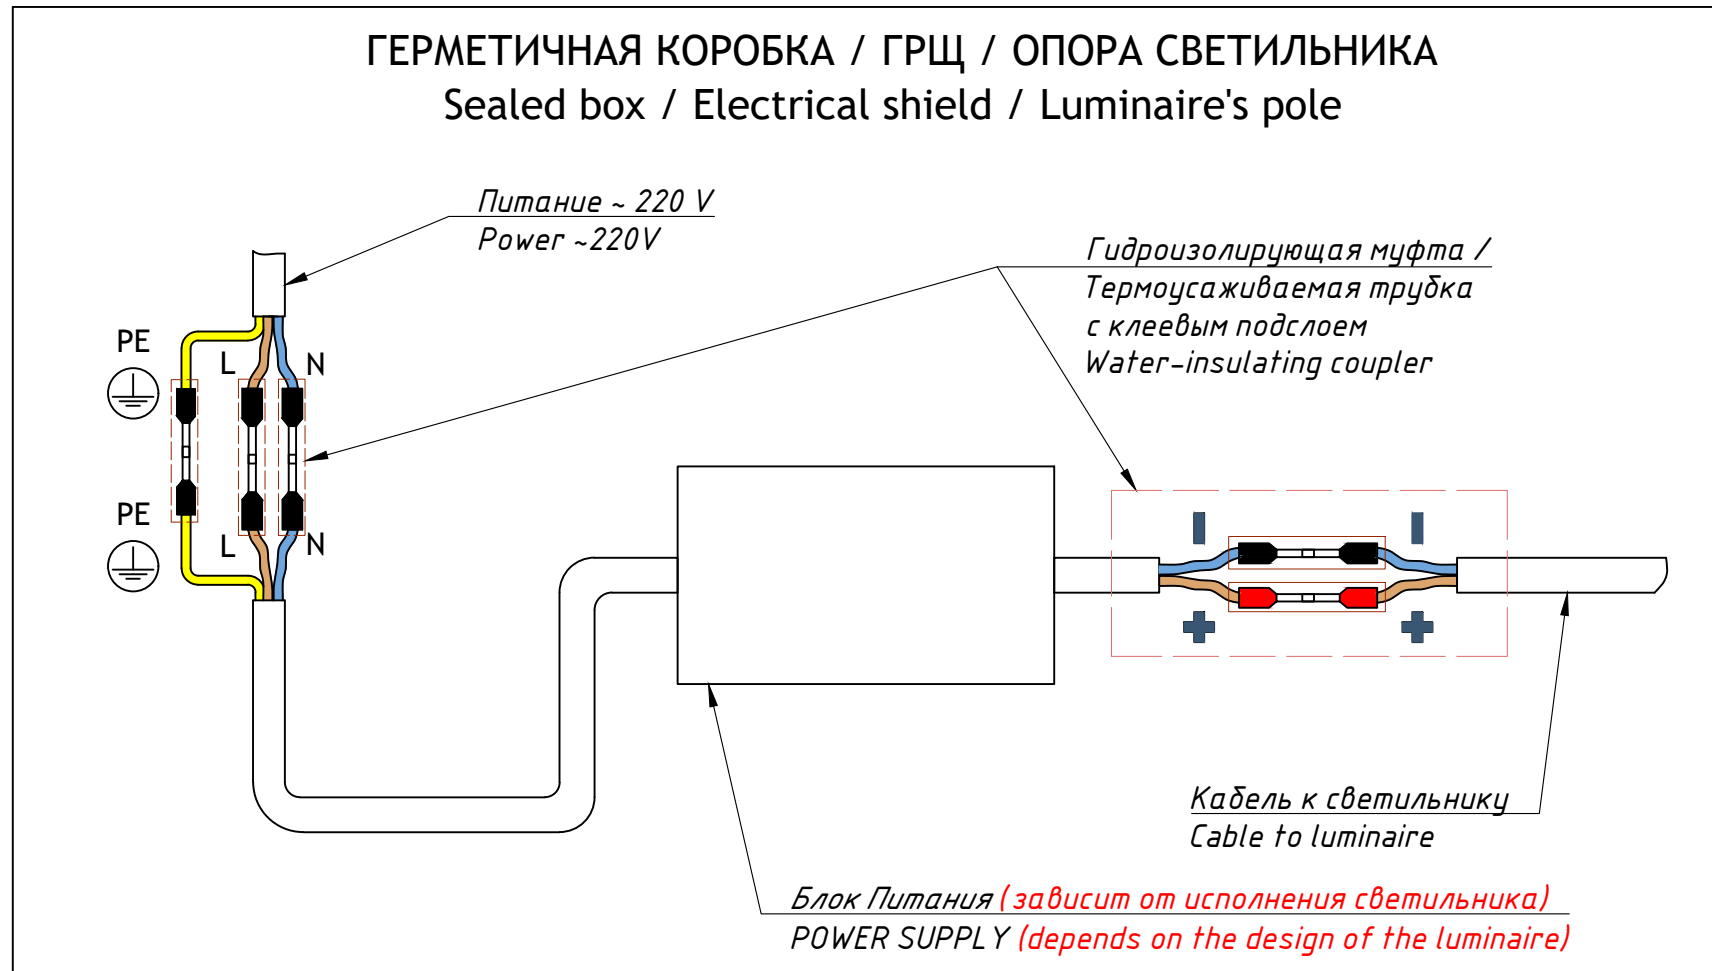 ГЕРМЕТИЧНАЯ КОРОБКА / ГРЩ / ОПОРА СВЕТИЛЬНИКА
Sealed box / Electrical shield / Luminaire's pole
Питание ~ 220 V
Power ~220V
Гидроизолирующая муфта /
Термоусаживаемая трубка
с клеевым подслоем
Water-insulating coupler
PE
L
N
PE
L
N
Кабель к светильнику
Cable to luminaire
Блок Питания (зависит от исполнения светильника)
POWER SUPPLY (depends on the design of the luminaire)